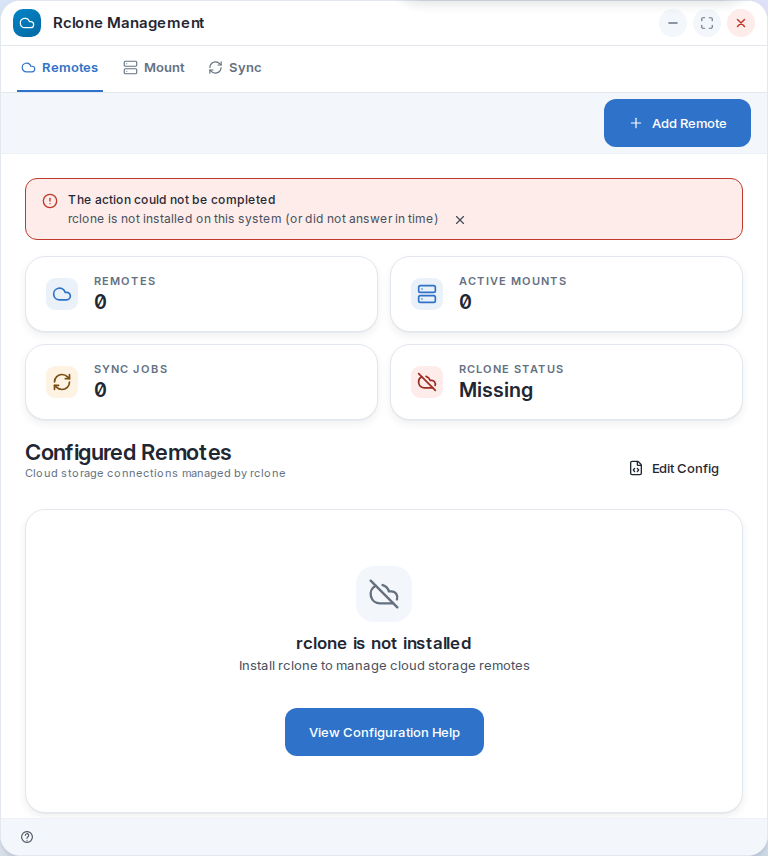 Rclone Management
Remotes
Mount
Sync
Add Remote
The action could not be completed
rclone is not installed on this system (or did not answer in time)
REMOTES
0
ACTIVE MOUNTS
0
SYNC JOBS
0
RCLONE STATUS
Missing
Configured Remotes
Cloud storage connections managed by rclone
Edit Config
rclone is not installed
Install rclone to manage cloud storage remotes
View Configuration Help